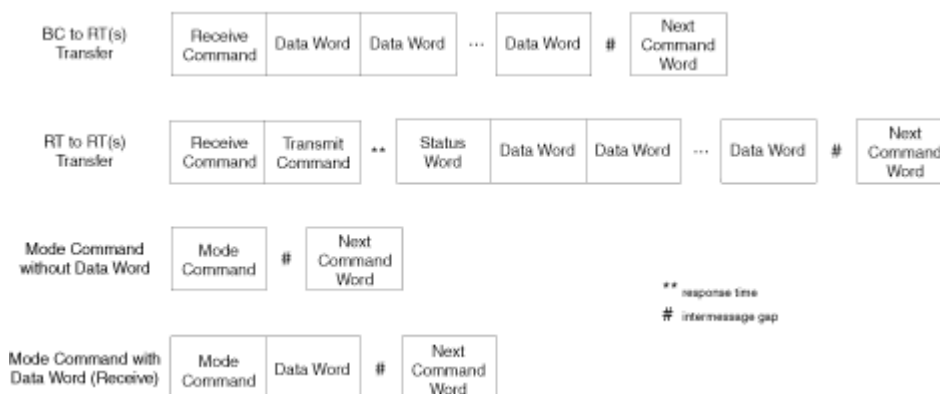 BC to RT(s)
Transfer
Receive
Command
Data Word
Data Word
...
Data Word
#
Next
Command
Word
RT to RT(s)
Transfer
Receive
Command
Transmit
Command
**
Status
Word
Data Word
Data Word
...
Data Word
#
Next
Command
Word
Mode Command
without Data Word
Mode
Command
#
Next
Command
Word
** response time
# intermessage gap
Mode Command with
Data Word (Receive)
Mode
Command
Data Word
#
Next
Command
Word